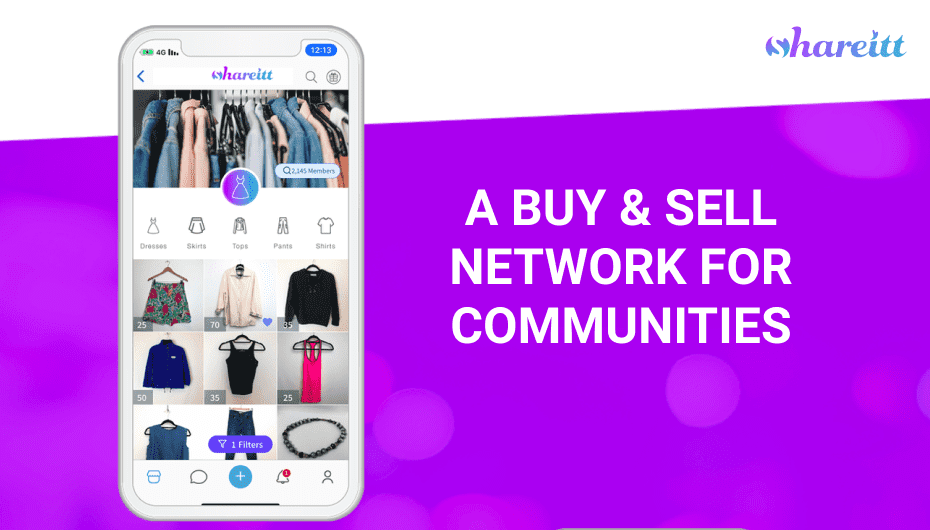 4G
12:13
shareitt
shareitt
2,145 Members
Dresses Skirts Tops Pants Shirts
25 70 35
50 35 25
1 Filters
1
A BUY & SELL
NETWORK FOR
COMMUNITIES